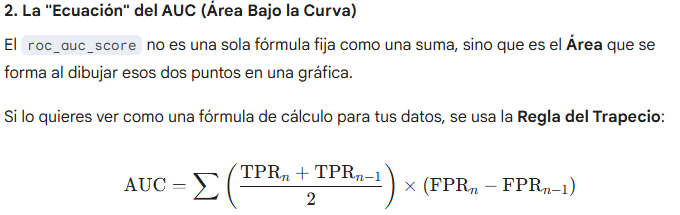 2. La "Ecuación" del AUC (Área Bajo la Curva)
El roc_auc_score no es una sola fórmula fija como una suma, sino que es el Área que se
forma al dibujar esos dos puntos en una gráfica.
Si lo quieres ver como una fórmula de cálculo para tus datos, se usa la Regla del Trapecio:
AUC = ∑ ( (TPRₙ + TPRₙ₋₁) / 2 ) × (FPRₙ − FPRₙ₋₁)